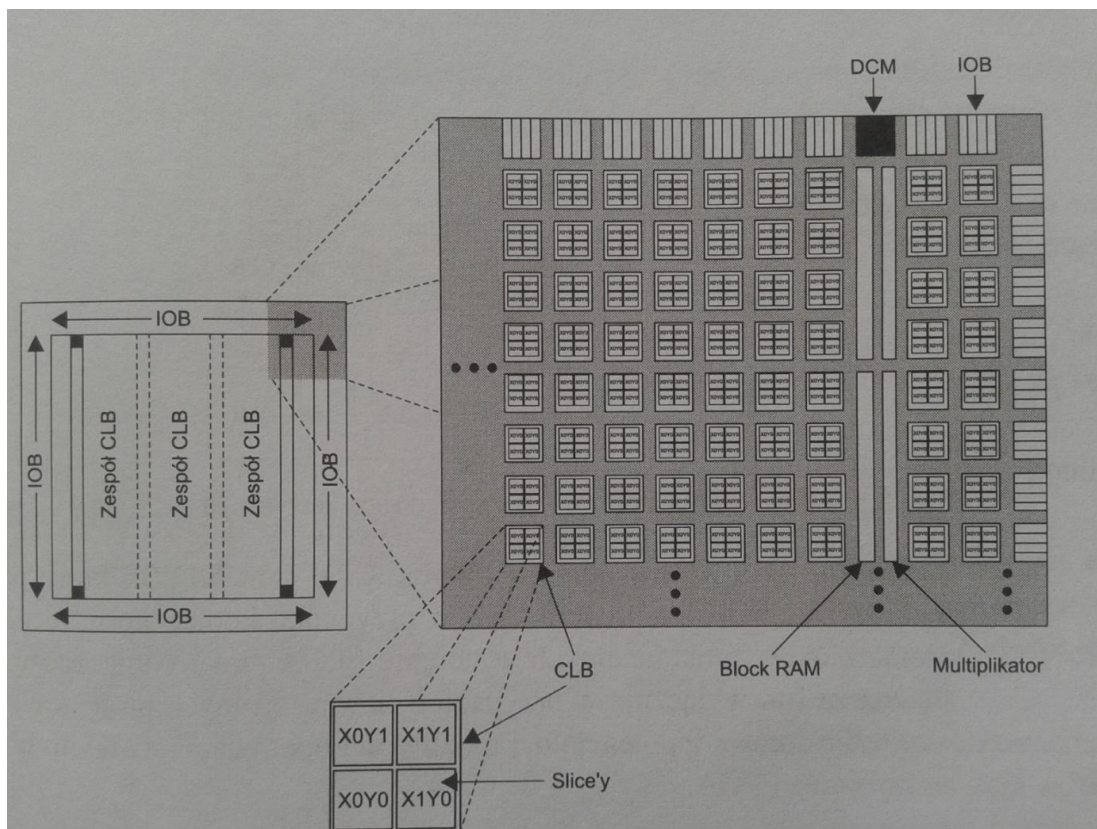 DCM
IOB
IOB
IOB
Zespół CLB
Zespół CLB
Zespół CLB
IOB
IOB
CLB
Block RAM
Multiplikator
X0Y1
X1Y1
Slice'y
X0Y0
X1Y0